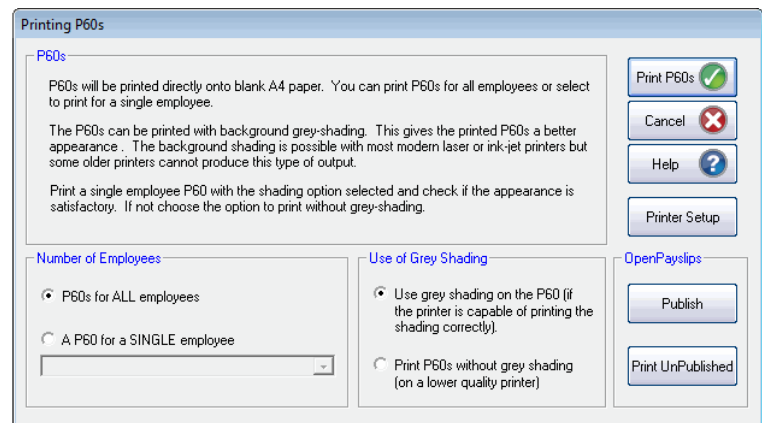 Printing P60s
P60s
P60s will be printed directly onto blank A4 paper. You can print P60s for all employees or select
to print for a single employee.
The P60s can be printed with background grey-shading. This gives the printed P60s a better
appearance . The background shading is possible with most modern laser or ink-jet printers but
some older printers cannot produce this type of output.
Print a single employee P60 with the shading option selected and check if the appearance is
satisfactory. If not choose the option to print without grey-shading.
Print P60s
Cancel
Help
?
Printer Setup
Number of Employees
P60s for ALL employees
A P60 for a SINGLE employee
Use of Grey Shading
Use grey shading on the P60 (if
the printer is capable of printing the
shading correctly).
Print P60s without grey shading
(on a lower quality printer)
OpenPayslips
Publish
Print UnPublished